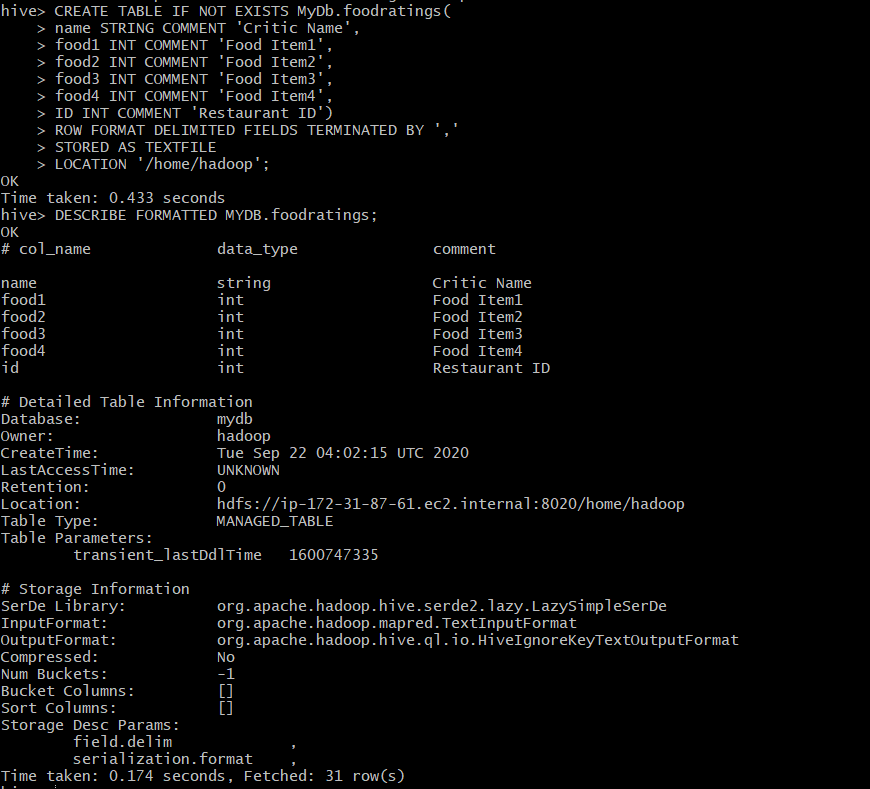 hive> CREATE TABLE IF NOT EXISTS MyDb.foodratings(
    > name STRING COMMENT 'Critic Name',
    > food1 INT COMMENT 'Food Item1',
    > food2 INT COMMENT 'Food Item2',
    > food3 INT COMMENT 'Food Item3',
    > food4 INT COMMENT 'Food Item4',
    > ID INT COMMENT 'Restaurant ID')
    > ROW FORMAT DELIMITED FIELDS TERMINATED BY ','
    > STORED AS TEXTFILE
    > LOCATION '/home/hadoop';
OK
Time taken: 0.433 seconds
hive> DESCRIBE FORMATTED MYDB.foodratings;
OK
# col_name              data_type               comment
name                    string                  Critic Name
food1                   int                     Food Item1
food2                   int                     Food Item2
food3                   int                     Food Item3
food4                   int                     Food Item4
id                      int                     Restaurant ID
# Detailed Table Information
Database:               mydb
Owner:                  hadoop
CreateTime:             Tue Sep 22 04:02:15 UTC 2020
LastAccessTime:         UNKNOWN
Retention:              0
Location:               hdfs://ip-172-31-87-61.ec2.internal:8020/home/hadoop
Table Type:             MANAGED_TABLE
Table Parameters:
        transient_lastDdlTime   1600747335
# Storage Information
SerDe Library:          org.apache.hadoop.hive.serde2.lazy.LazySimpleSerDe
InputFormat:            org.apache.hadoop.mapred.TextInputFormat
OutputFormat:           org.apache.hadoop.hive.ql.io.HiveIgnoreKeyTextOutputFormat
Compressed:             No
Num Buckets:            -1
Bucket Columns:         []
Sort Columns:           []
Storage Desc Params:
        field.delim             ,
        serialization.format    ,
Time taken: 0.174 seconds, Fetched: 31 row(s)